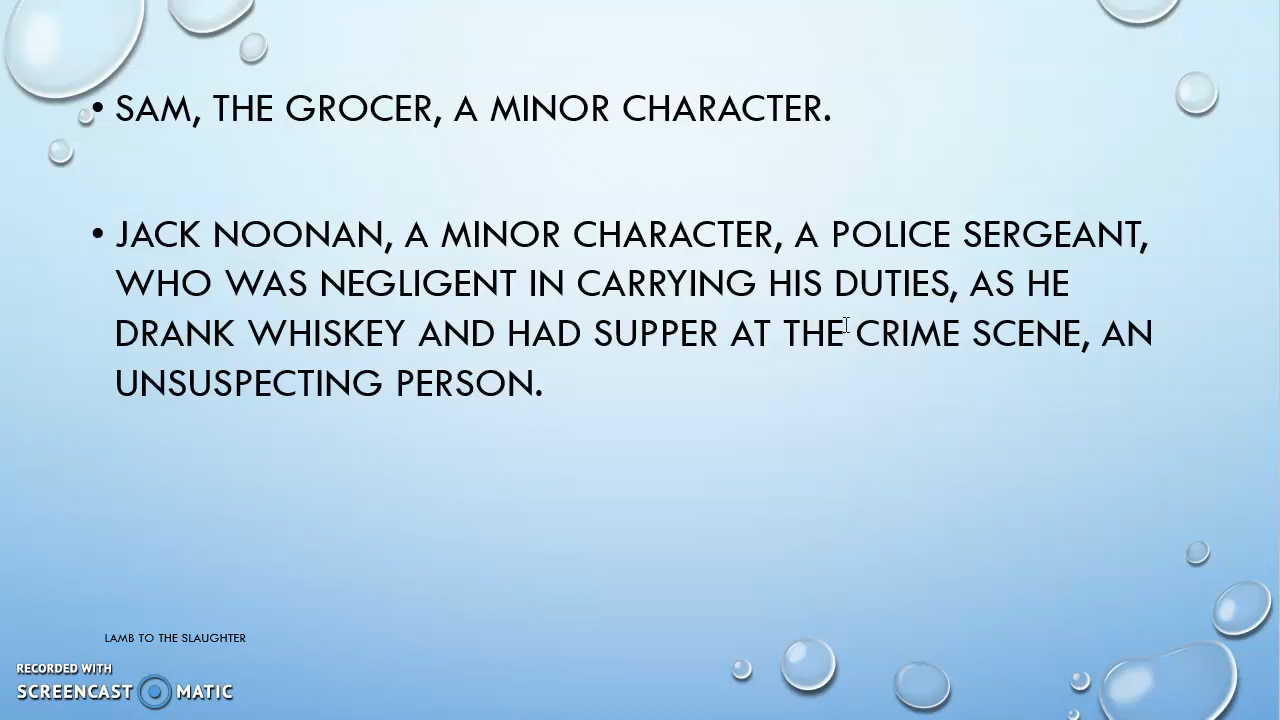 • SAM, THE GROCER, A MINOR CHARACTER.
• JACK NOONAN, A MINOR CHARACTER, A POLICE SERGEANT,
WHO WAS NEGLIGENT IN CARRYING HIS DUTIES, AS HE
DRANK WHISKEY AND HAD SUPPER AT THE CRIME SCENE, AN
UNSUSPECTING PERSON.
LAMB TO THE SLAUGHTER
RECORDED WITH
SCREENCAST MATIC